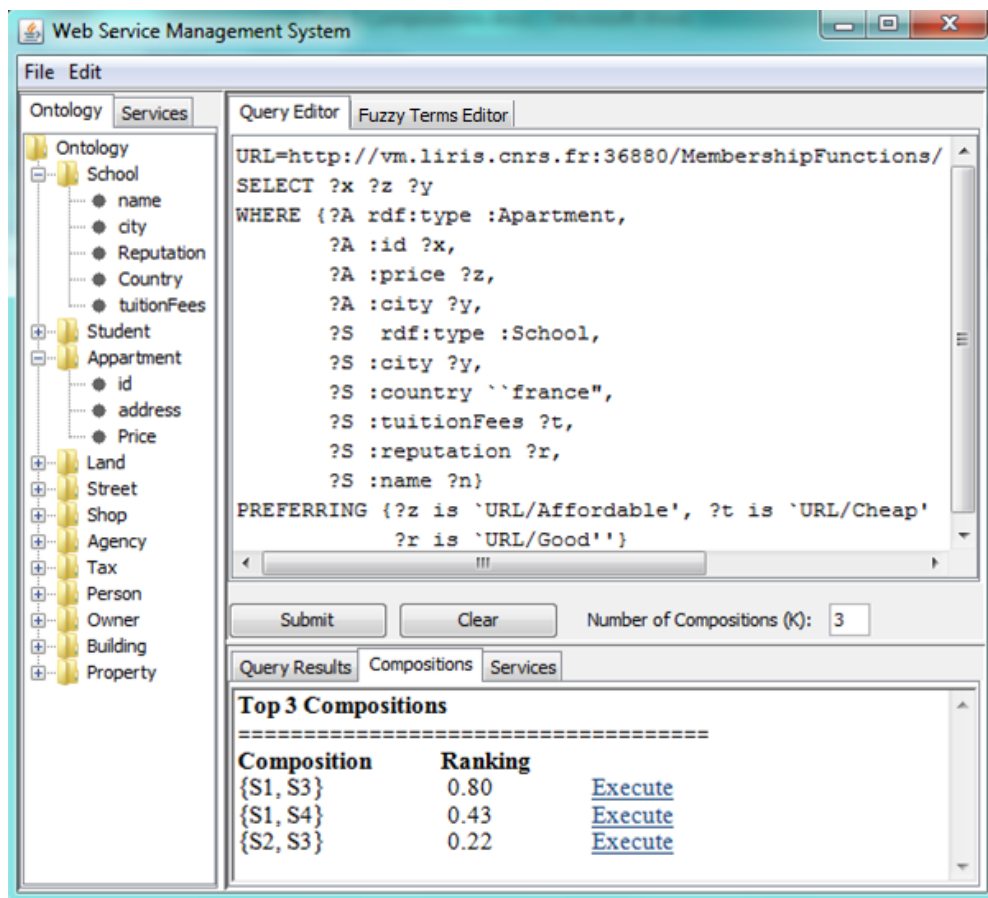 Web Service Management System
File Edit
Ontology Services
Ontology
School
name
city
Reputation
Country
tuitionFees
Student
Appartment
id
address
Price
Land
Street
Shop
Agency
Tax
Person
Owner
Building
Property
Query Editor Fuzzy Terms Editor
URL=http://vm.liris.cnrs.fr:36880/MembershipFunctions/
SELECT ?x ?z ?y
WHERE {?A rdf:type :Apartment,
?A :id ?x,
?A :price ?z,
?A :city ?y,
?S rdf:type :School,
?S :city ?y,
?S :country ``france",
?S :tuitionFees ?t,
?S :reputation ?r,
?S :name ?n}
PREFERRING {?z is `URL/Affordable', ?t is `URL/Cheap'
?r is `URL/Good''}
Submit Clear Number of Compositions (K): 3
Query Results Compositions Services
Top 3 Compositions
====================================
Composition Ranking
{S1, S3} 0.80 Execute
{S1, S4} 0.43 Execute
{S2, S3} 0.22 Execute